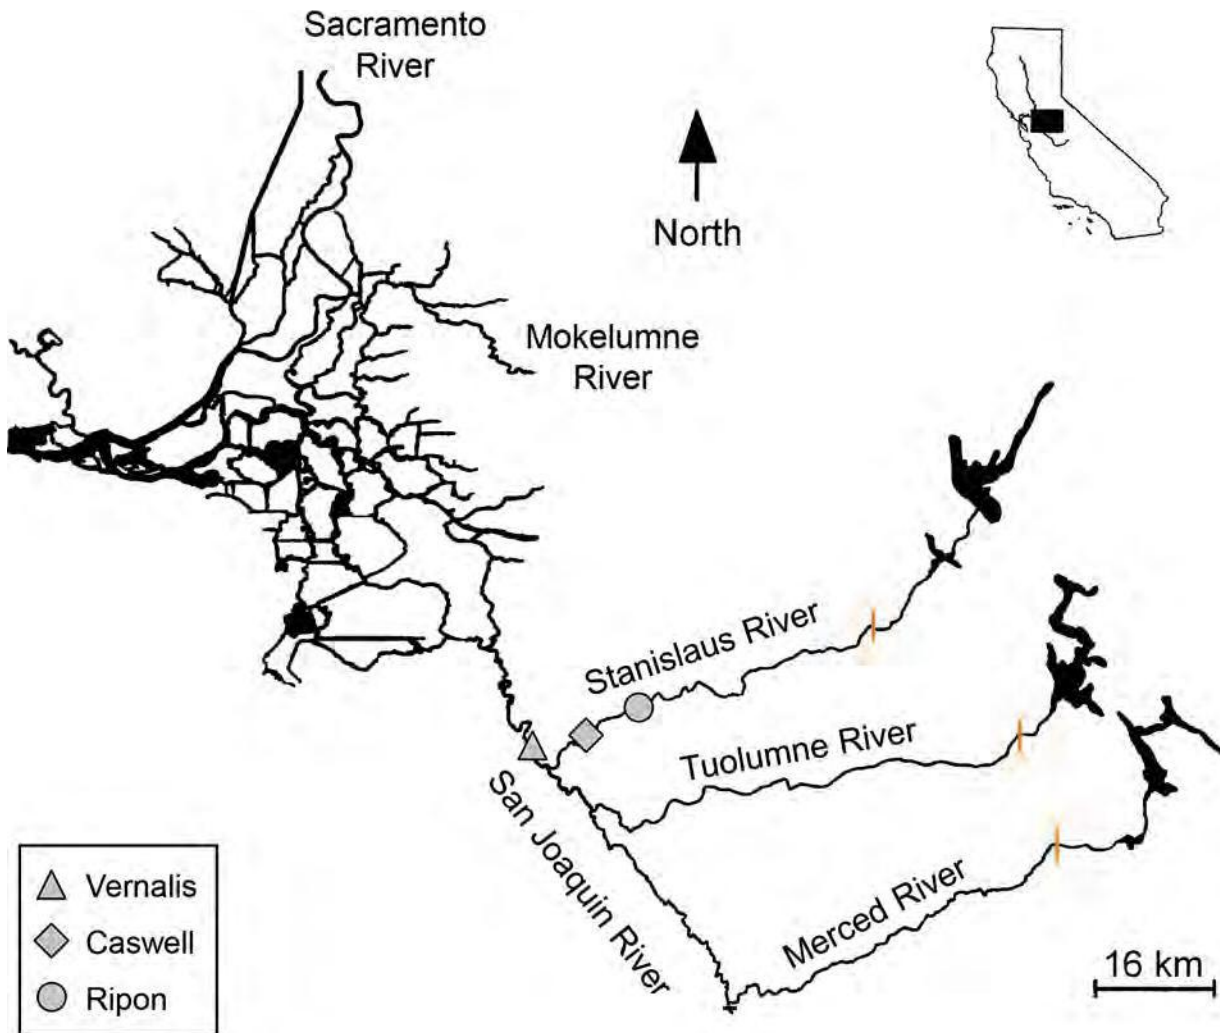 Sacramento
River
North
Mokelumne
River
Stanislaus River
Tuolumne River
San Joaquin River
Merced River
Vernalis
Caswell
Ripon
16 km